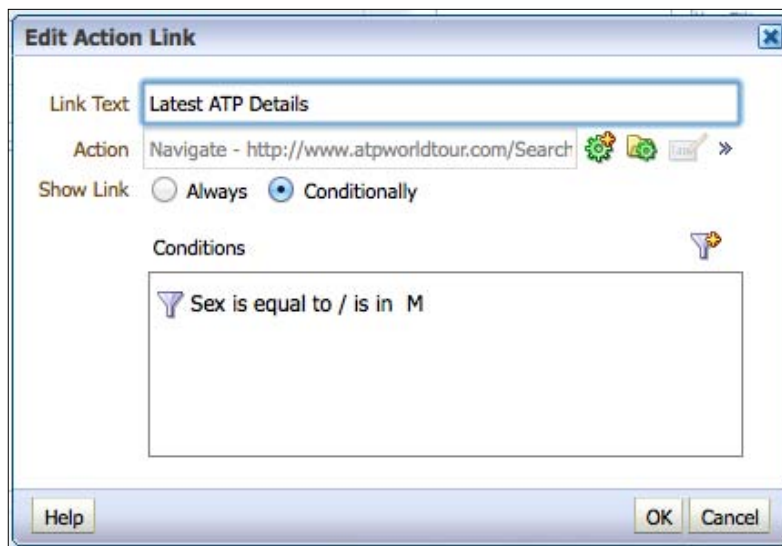 Edit Action Link
Link Text Latest ATP Details
Action Navigate - http://www.atpworldtour.com/Search
Show Link Always Conditionally
Conditions
Sex is equal to / is in M
Help OK Cancel